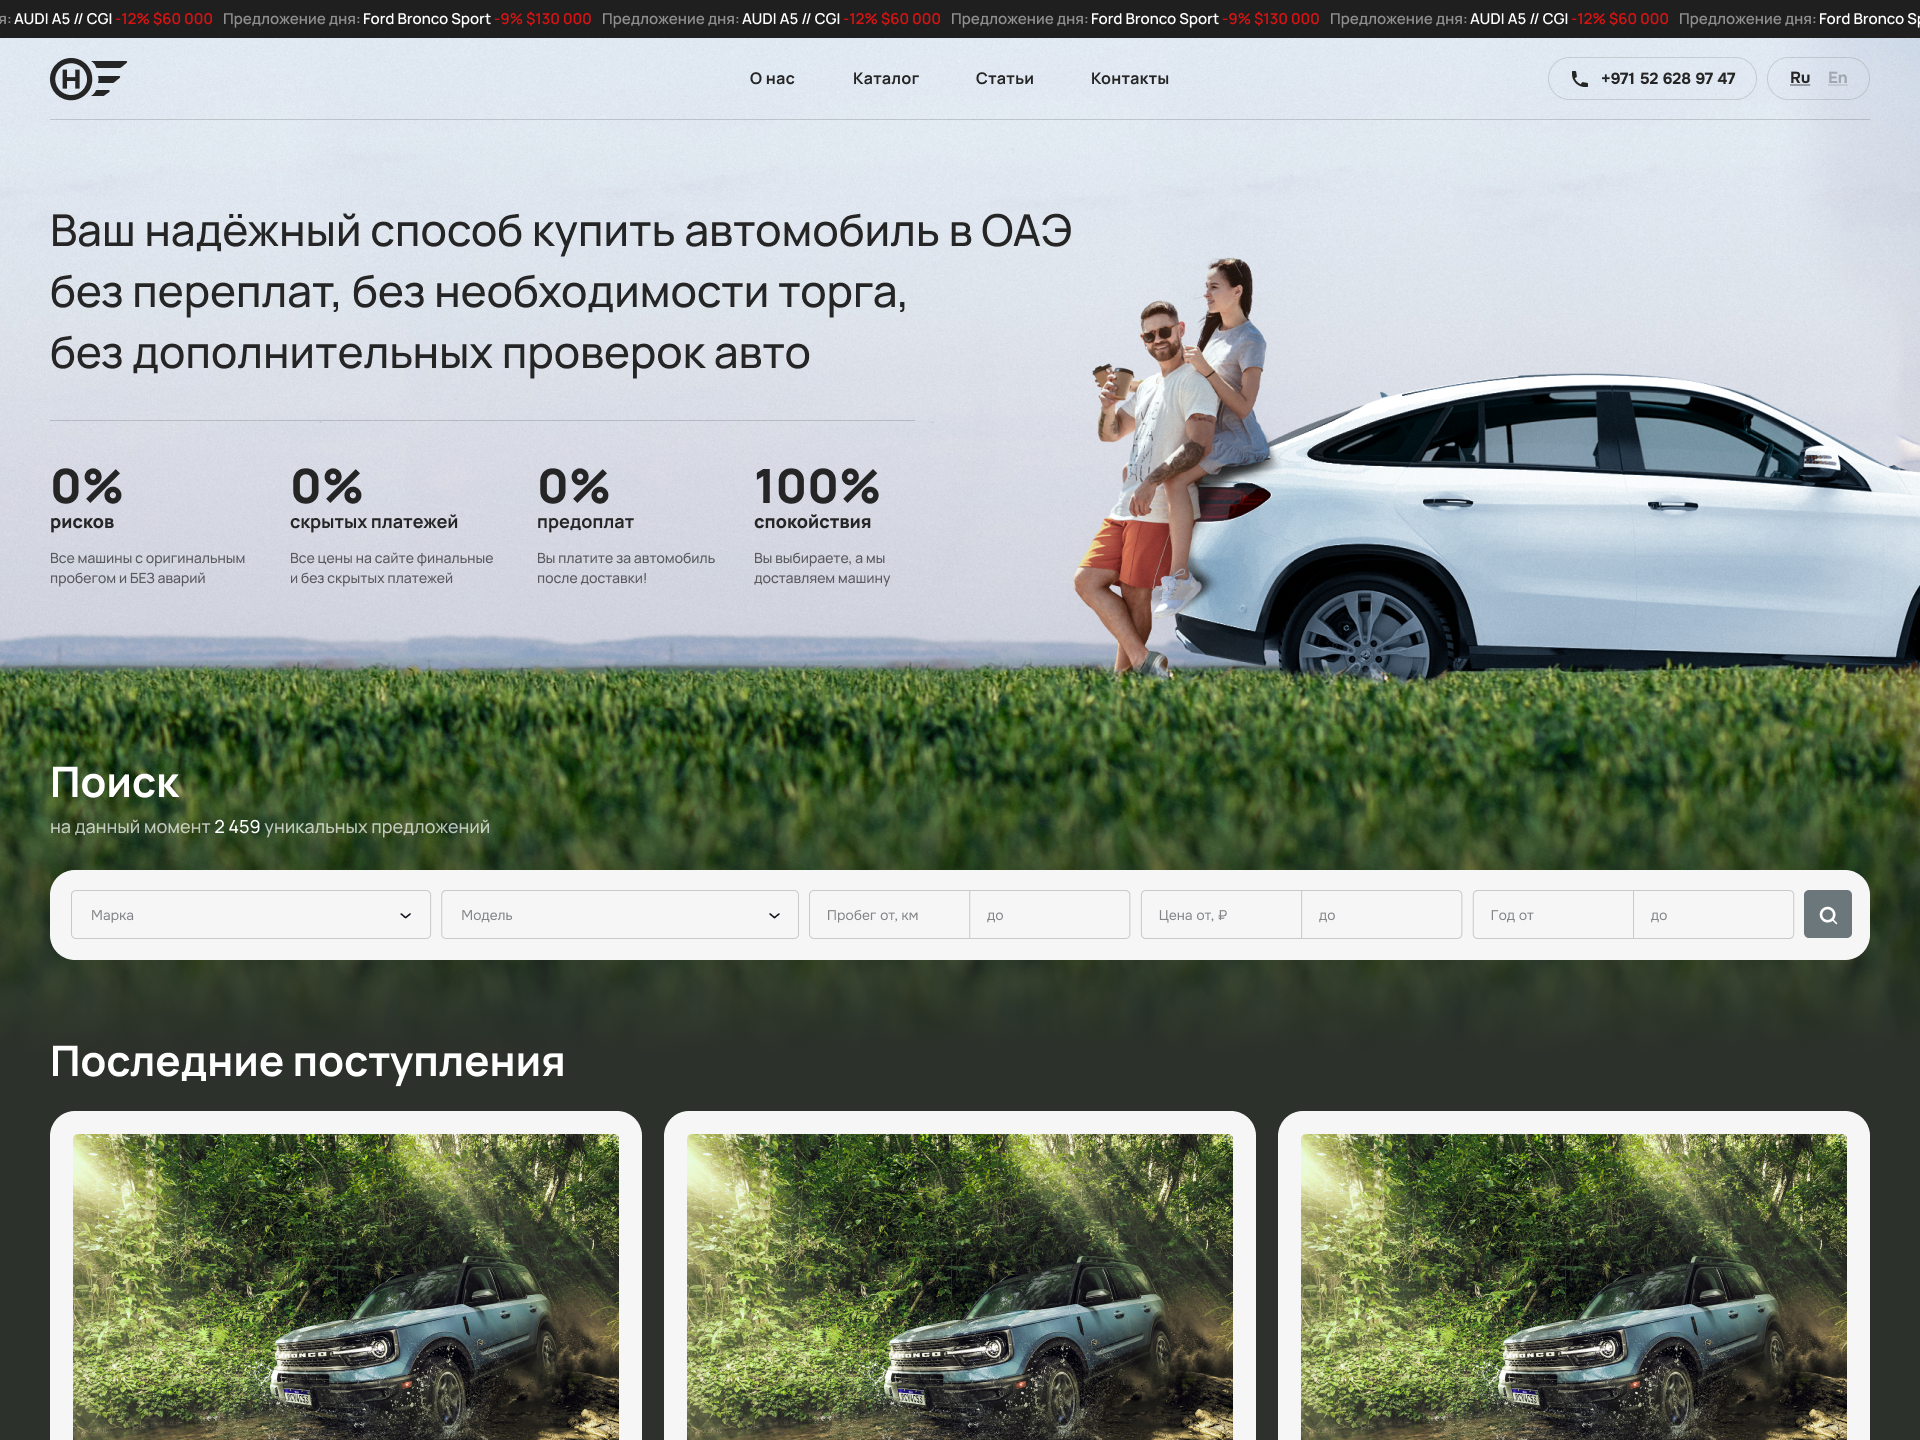 я: AUDI A5 // CGI -12% $60 000 Предложение дня: Ford Bronco Sport -9% $130 000 Предложение дня: AUDI A5 // CGI -12% $60 000 Предложение дня: Ford Bronco Sport -9% $130 000 Предложение дня: AUDI A5 // CGI -12% $60 000 Предложение дня: Ford Bronco Sp
H
О нас Каталог Статьи Контакты +971 52 628 97 47 Ru En
Ваш надёжный способ купить автомобиль в ОАЭ
без переплат, без необходимости торга,
без дополнительных проверок авто
0% 0% 0% 100%
рисков скрытых платежей предоплат спокойствия
Все машины с оригинальным Все цены на сайте финальные Вы платите за автомобиль Вы выбираете, а мы
пробегом и БЕЗ аварий и без скрытых платежей после доставки! доставляем машину
Поиск
на данный момент 2 459 уникальных предложений
Марка Модель Пробег от, км до Цена от, ₽ до Год от до
Последние поступления
BRONCO BRONCO BRONCO